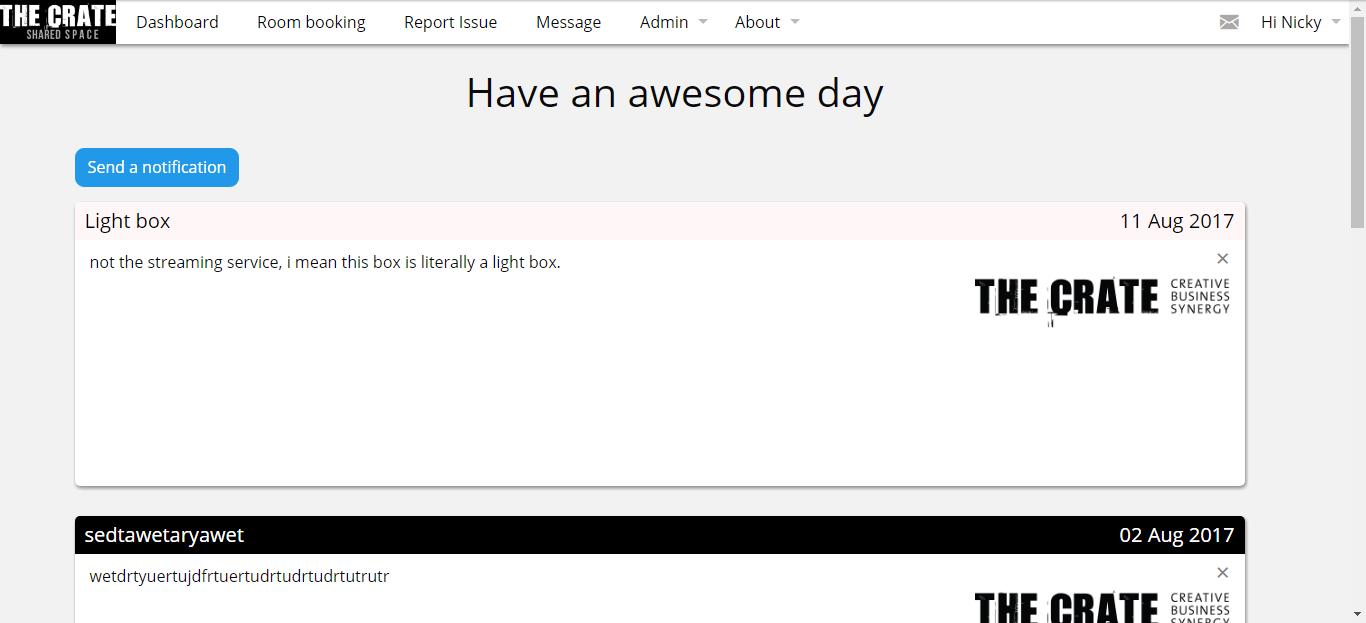 THE CRATE
SHARED SPACE
Dashboard Room booking Report Issue Message Admin About Hi Nicky
Have an awesome day
Send a notification
Light box 11 Aug 2017
not the streaming service, i mean this box is literally a light box.
×
THE CRATE
CREATIVE
BUSINESS
SYNERGY
sedtawetaryawet 02 Aug 2017
wetdrtyuertujdfrtuertudrtudrtudrtutrutr
×
THE CRATE
CREATIVE
BUSINESS
SYNERGY